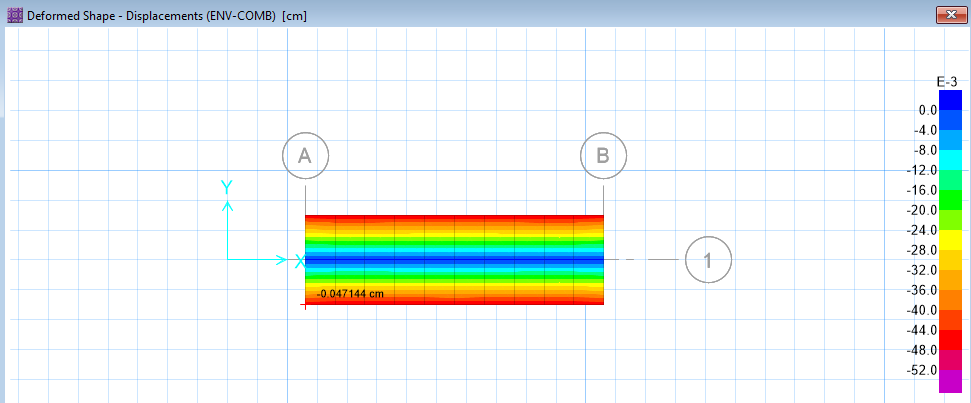 Deformed Shape - Displacements (ENV-COMB) [cm]
E-3
A
B
0.0
-4.0
-8.0
-12.0
-16.0
-20.0
-24.0
-28.0
-32.0
-36.0
-40.0
-44.0
-48.0
-52.0
Y
X
1
-0.047144 cm